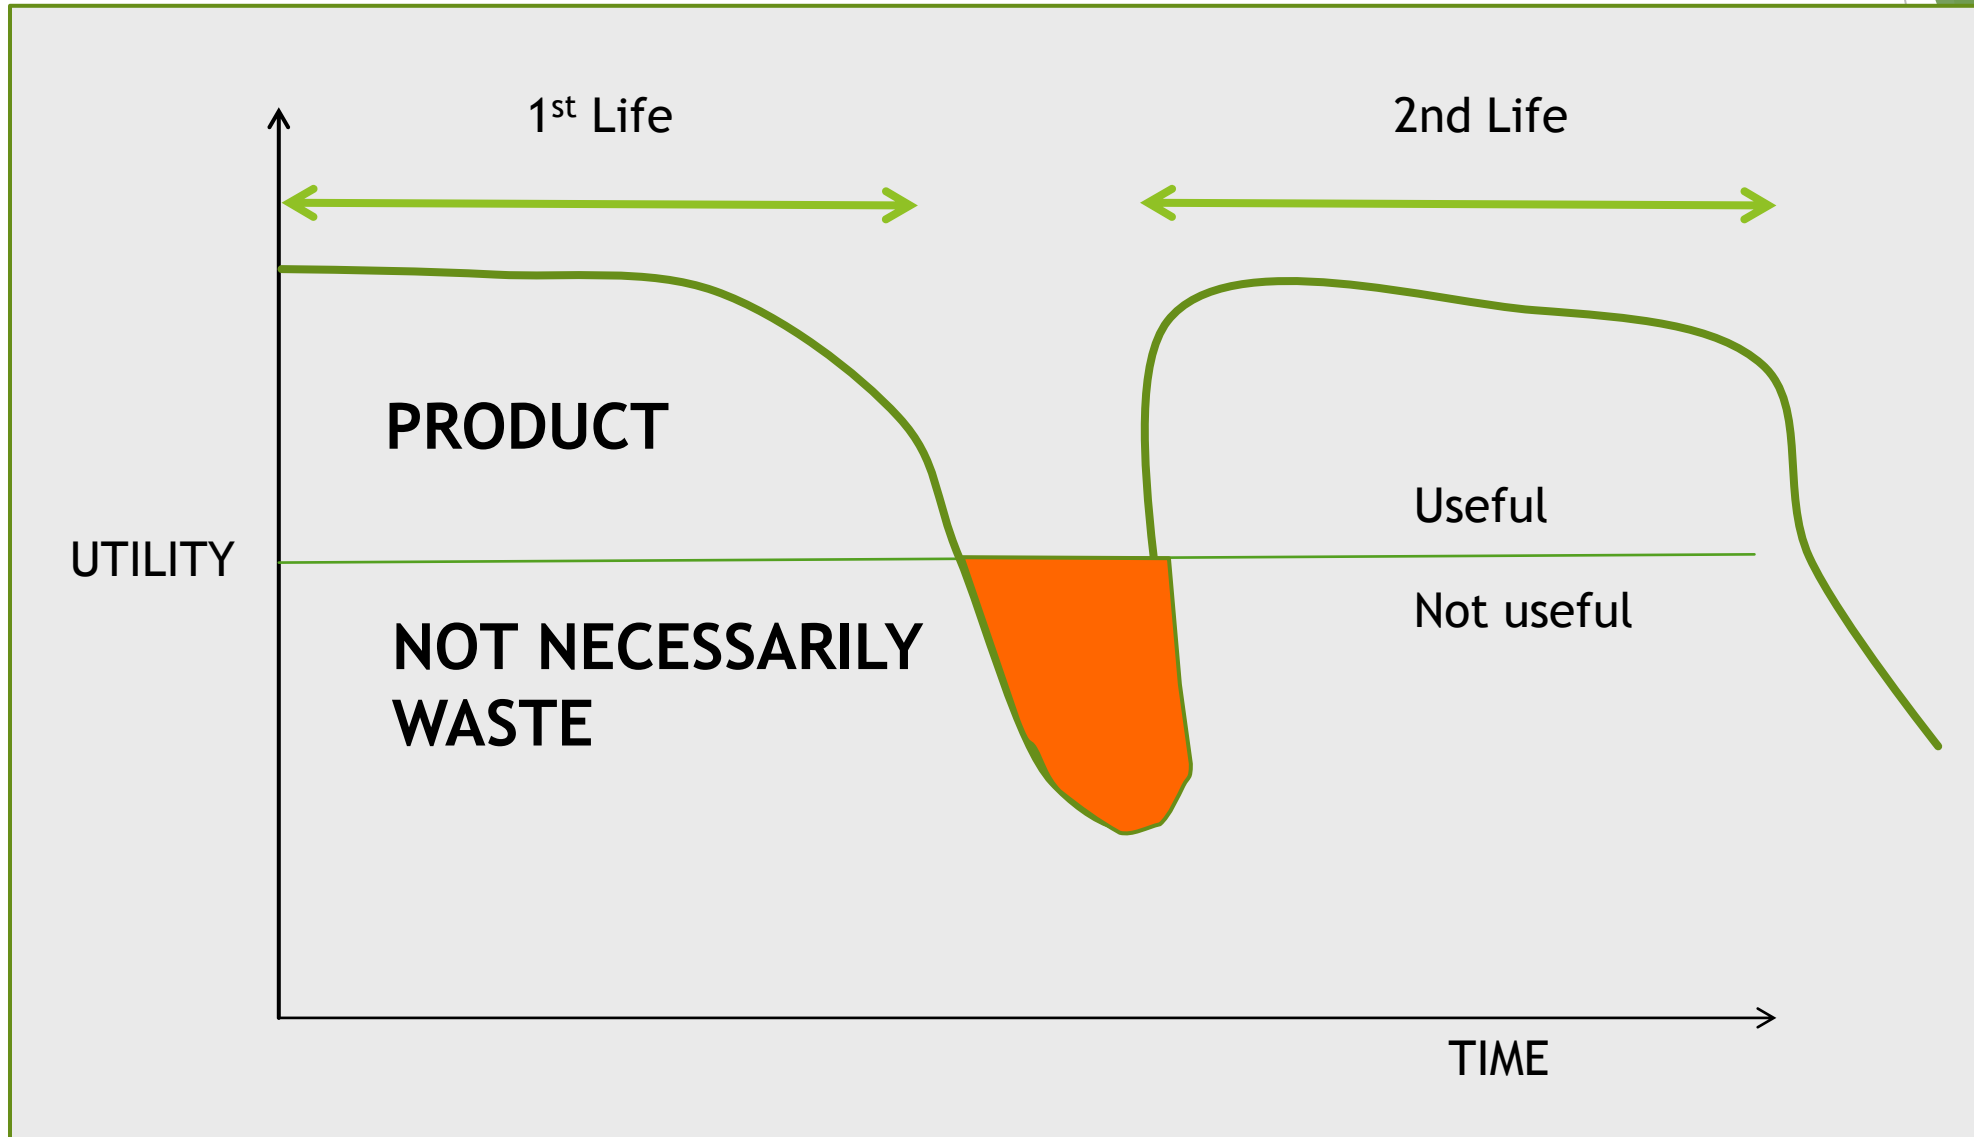 1st Life
2nd Life
PRODUCT
Useful
UTILITY
Not useful
NOT NECESSARILY
WASTE
TIME